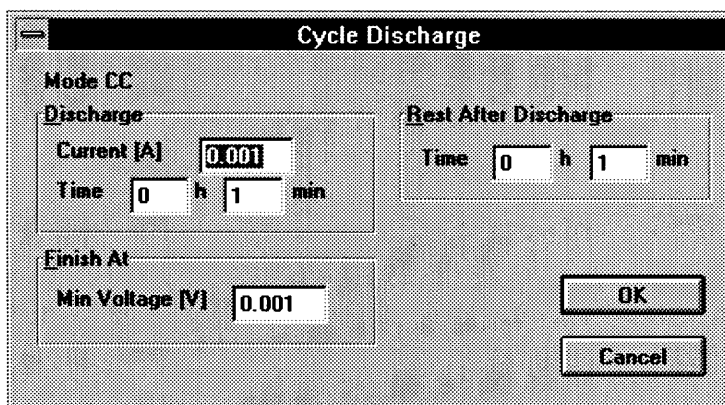 Cycle Discharge
Mode CC
Discharge
Current [A] 0.001
Time 0 h 1 min
Rest After Discharge
Time 0 h 1 min
Finish At
Min Voltage [V] 0.001
OK
Cancel